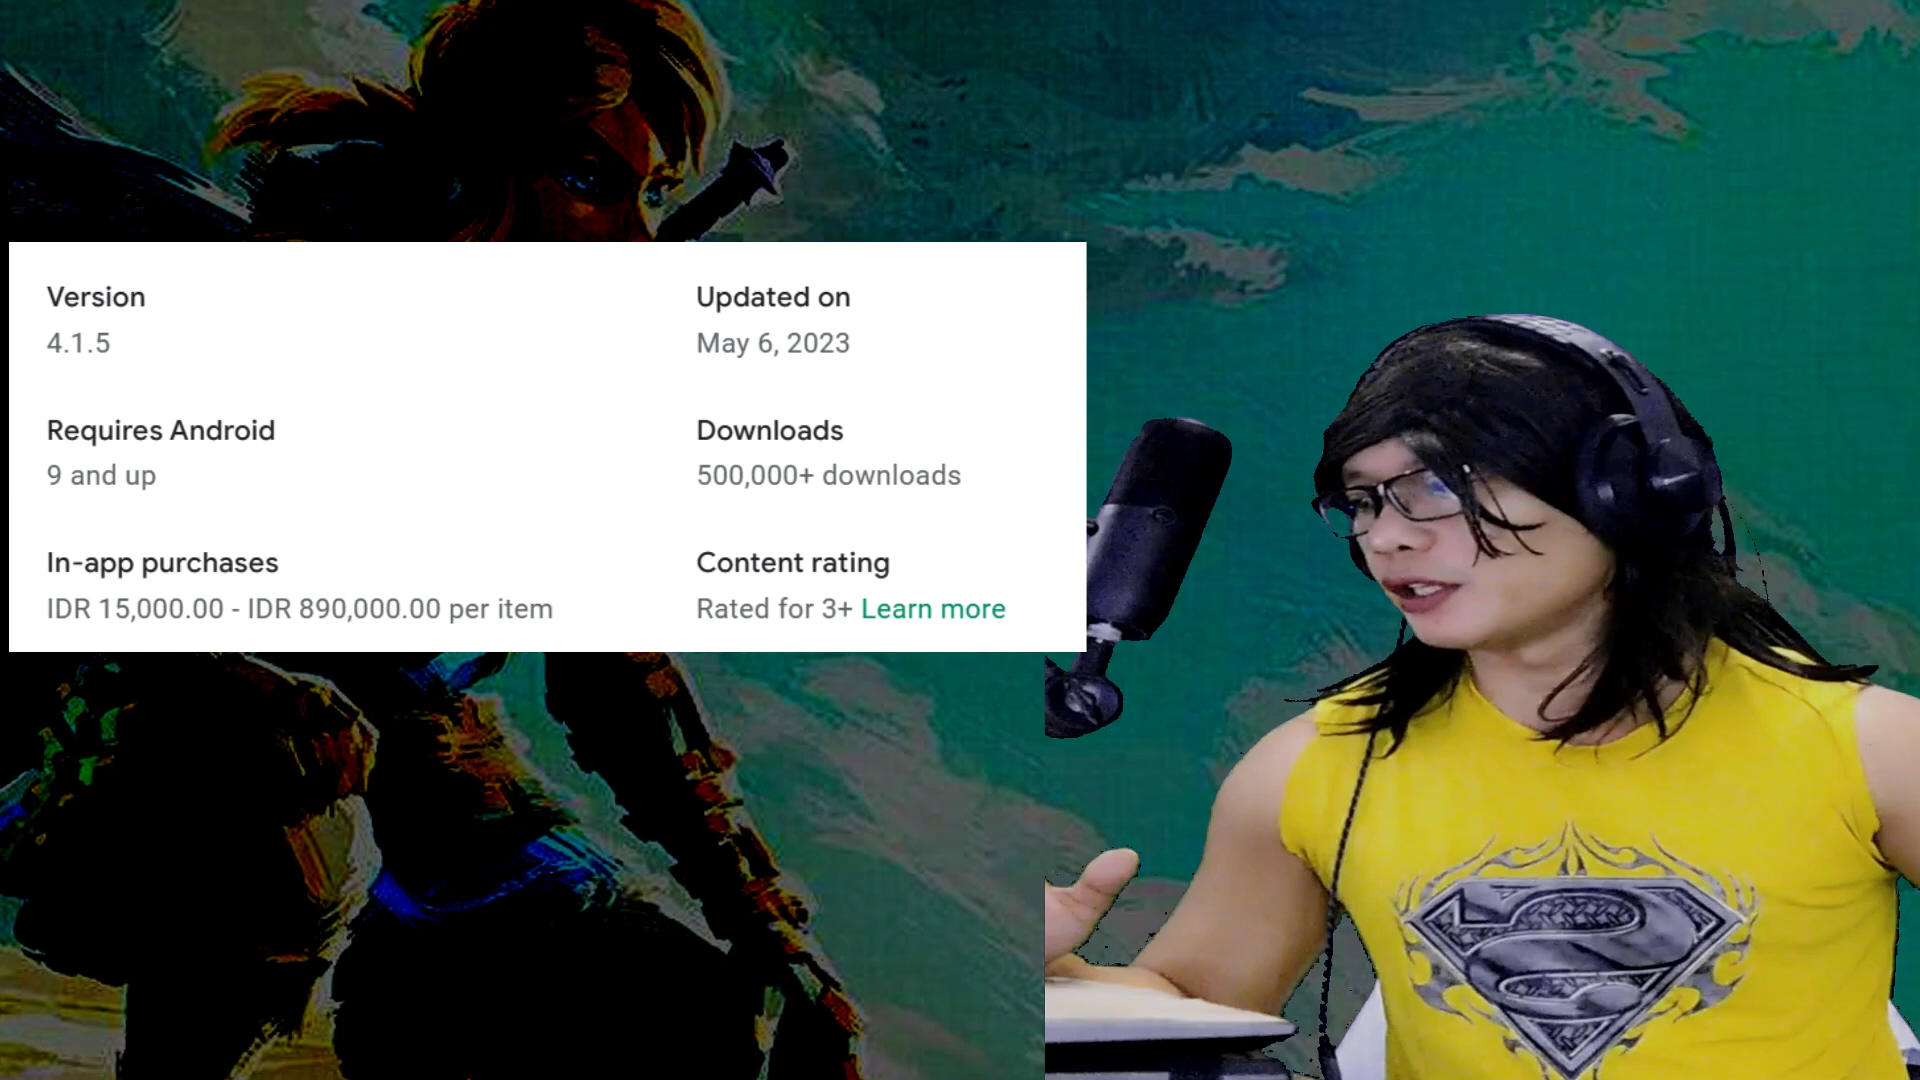 Version
4.1.5
Updated on
May 6, 2023
Requires Android
9 and up
Downloads
500,000+ downloads
In-app purchases
IDR 15,000.00 - IDR 890,000.00 per item
Content rating
Rated for 3+ Learn more